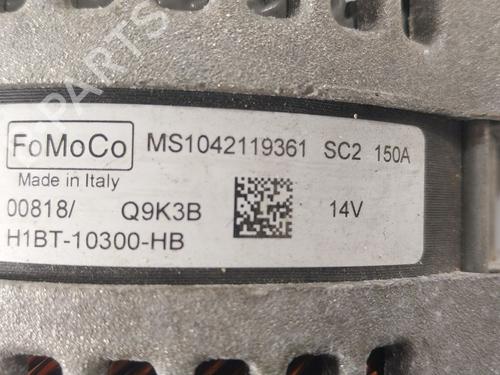 FoMoCo MS1042119361 SC2 150A
Made in Italy
00818/ Q9K3B 14V
H1BT-10300-HB